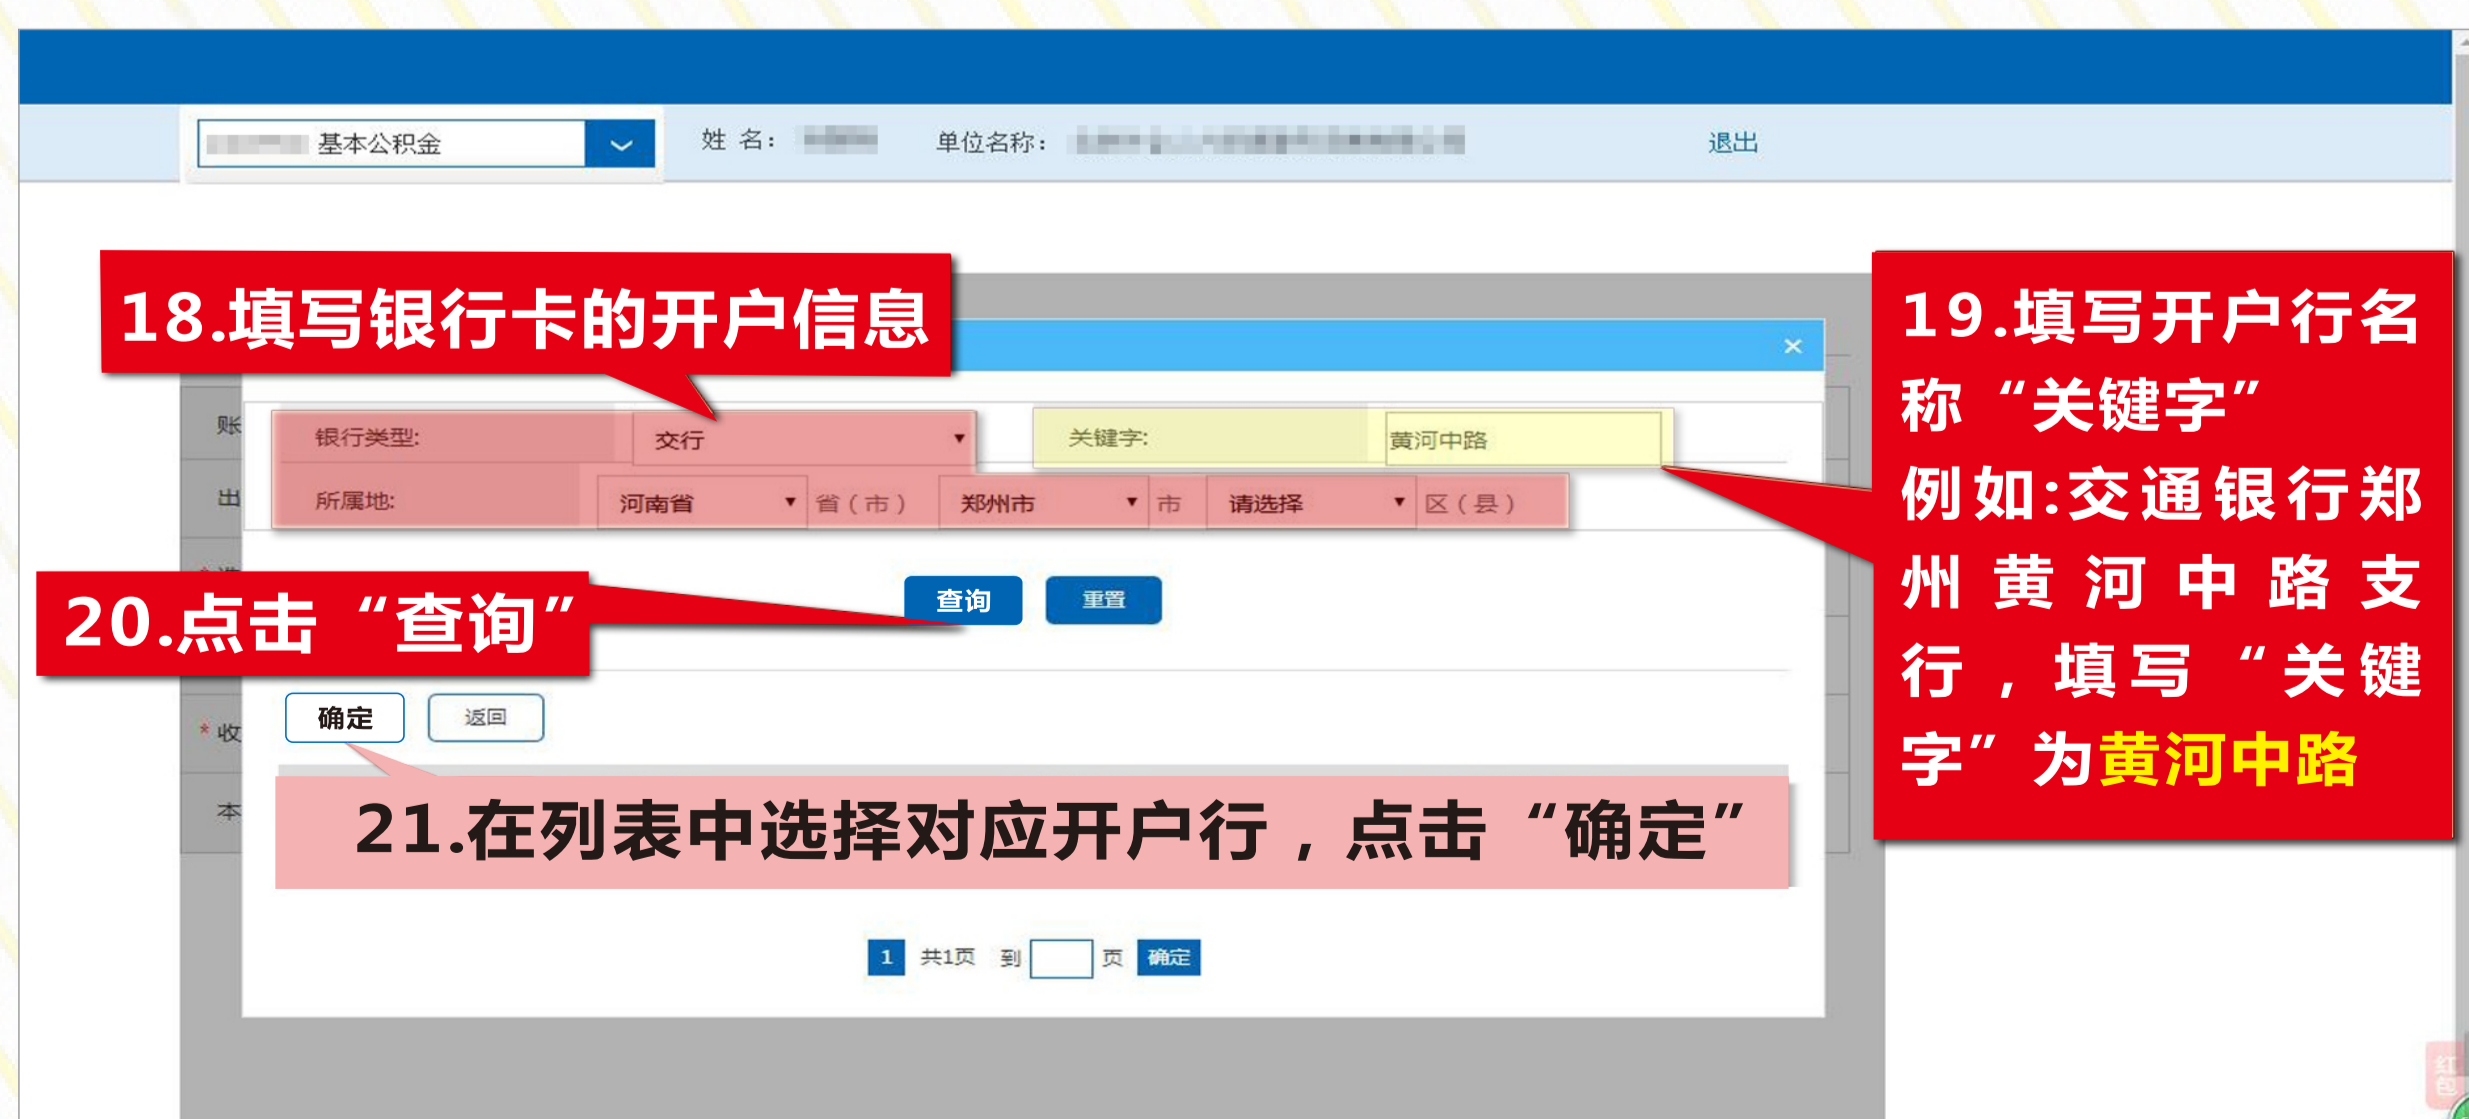 基本公积金
姓 名：
单位名称：
退出
18.填写银行卡的开户信息
×
19.填写开户行名
称“关键字”
例如:交通银行郑
州黄河中路支
行，填写“关键
字”为黄河中路
账
银行类型:
交行
关键字:
黄河中路
出
所属地:
河南省
省（市）
郑州市
市
请选择
区（县）
20.点击“查询”
查询
重置
确定
返回
* 收
21.在列表中选择对应开户行，点击“确定”
本
1 共1页 到 页 确定
红
包